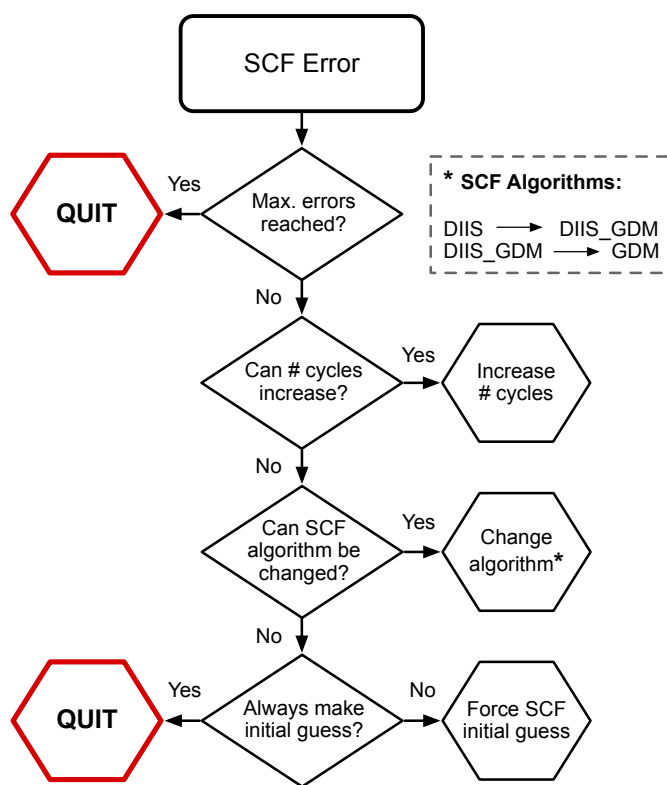 SCF Error
Yes
QUIT
Max. errors
reached?
* SCF Algorithms:
DIIS → DIIS_GDM
DIIS_GDM → GDM
No
Can # cycles
increase?
Yes
Increase
# cycles
No
Can SCF
algorithm be
changed?
Yes
Change
algorithm*
No
Yes
QUIT
Always make
initial guess?
No
Force SCF
initial guess